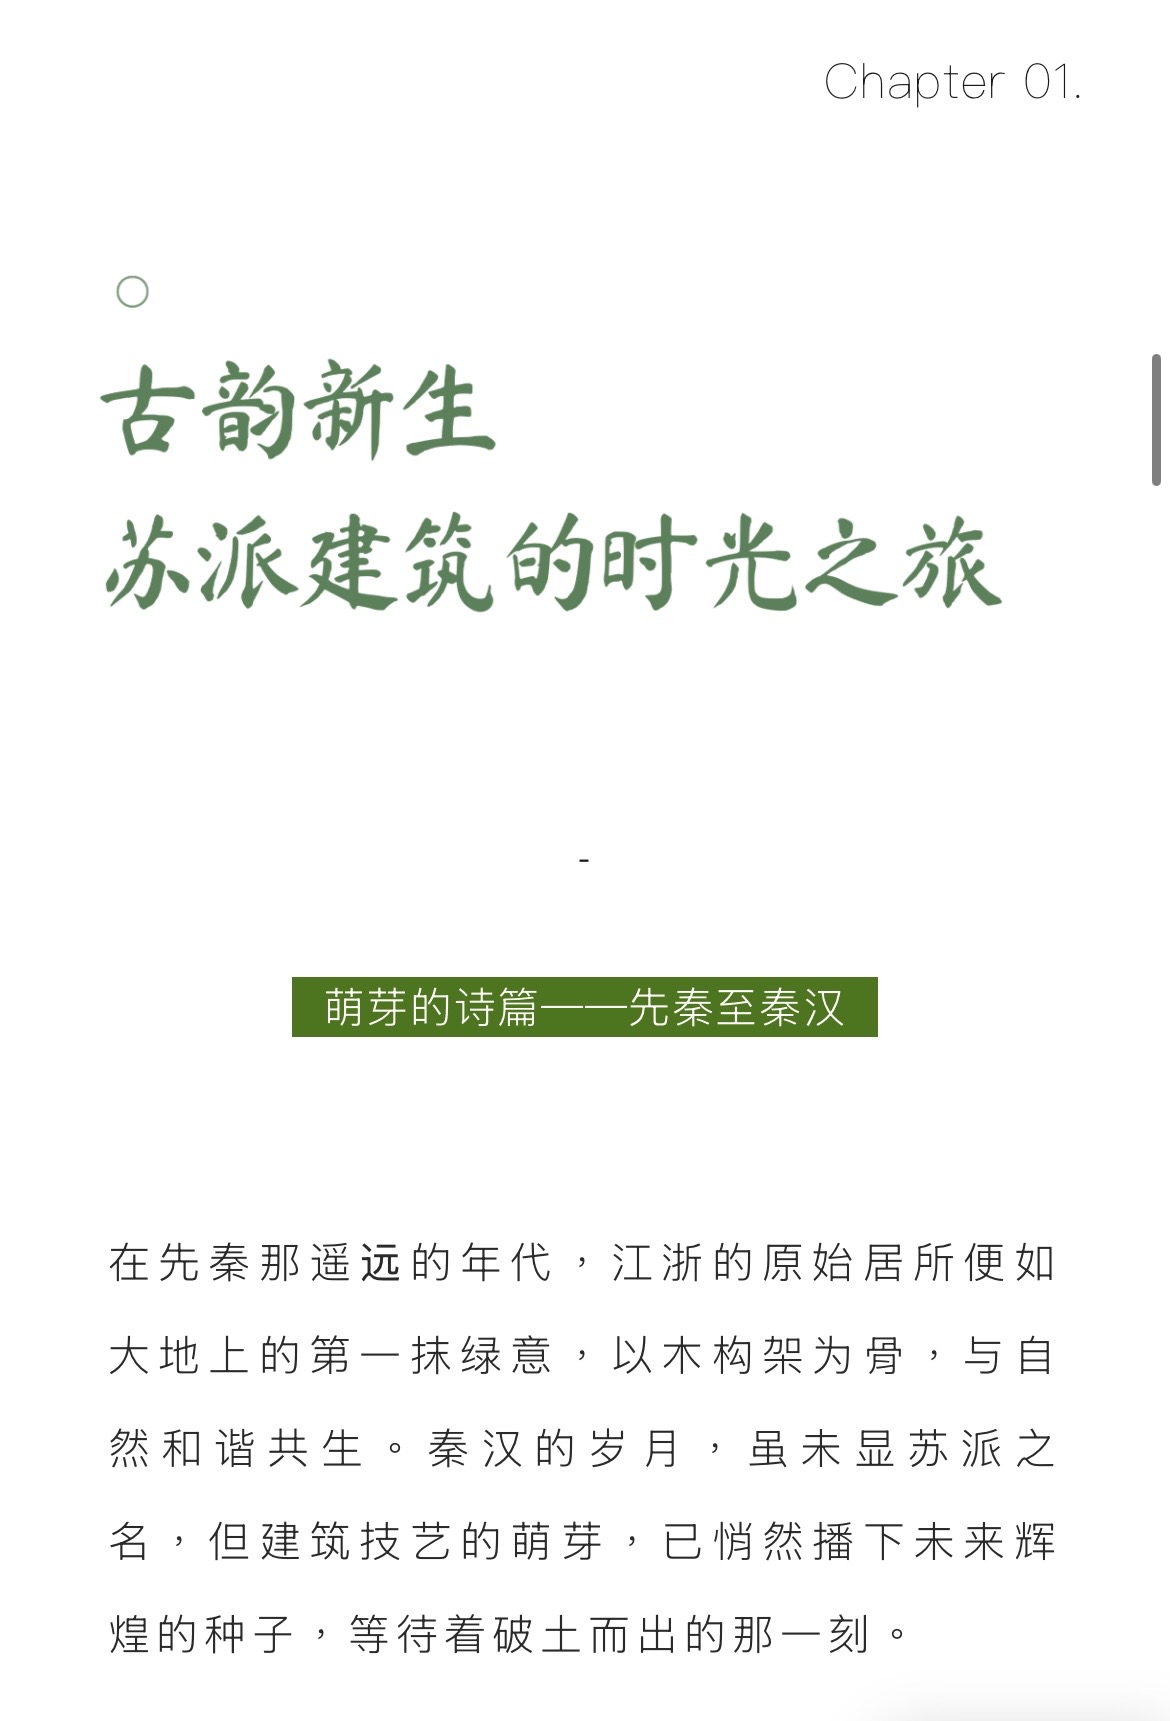 Chapter 01.
古韵新生
苏派建筑的时光之旅
-
萌芽的诗篇——先秦至秦汉
在先秦那遥远的年代，江浙的原始居所便如
大地上的第一抹绿意，以木构架为骨，与自
然和谐共生。秦汉的岁月，虽未显苏派之
名，但建筑技艺的萌芽，已悄然播下未来辉
煌的种子，等待着破土而出的那一刻。